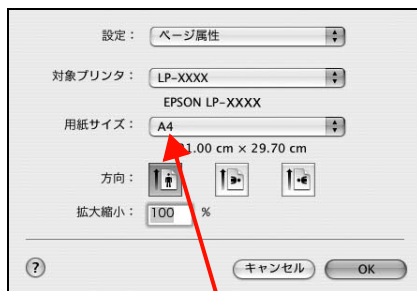 設定： ページ属性
対象プリンタ： LP-XXXX
EPSON LP-XXXX
用紙サイズ： A4
1.00 cm × 29.70 cm
方向：
拡大縮小： 100 %
? キャンセル OK